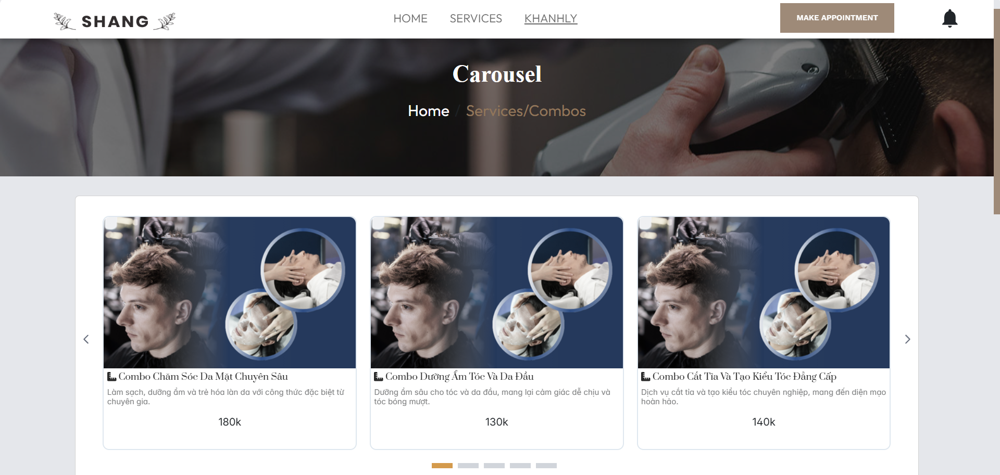 SHANG
HOME SERVICES KHANHLY
MAKE APPOINTMENT
Carousel
Home / Services/Combos
Combo Chăm Sóc Da Mặt Chuyên Sâu
Làm sạch, dưỡng ẩm và trẻ hóa làn da với công thức đặc biệt từ
chuyên gia.
180k
Combo Dưỡng Ẩm Tóc Và Da Đầu
Dưỡng ẩm sâu cho tóc và da đầu, mang lại cảm giác dễ chịu và
tóc bóng mượt.
130k
Combo Cắt Tỉa Và Tạo Kiểu Tóc Đẳng Cấp
Dịch vụ cắt tỉa và tạo kiểu tóc chuyên nghiệp, mang đến diện mạo
hoàn hảo.
140k